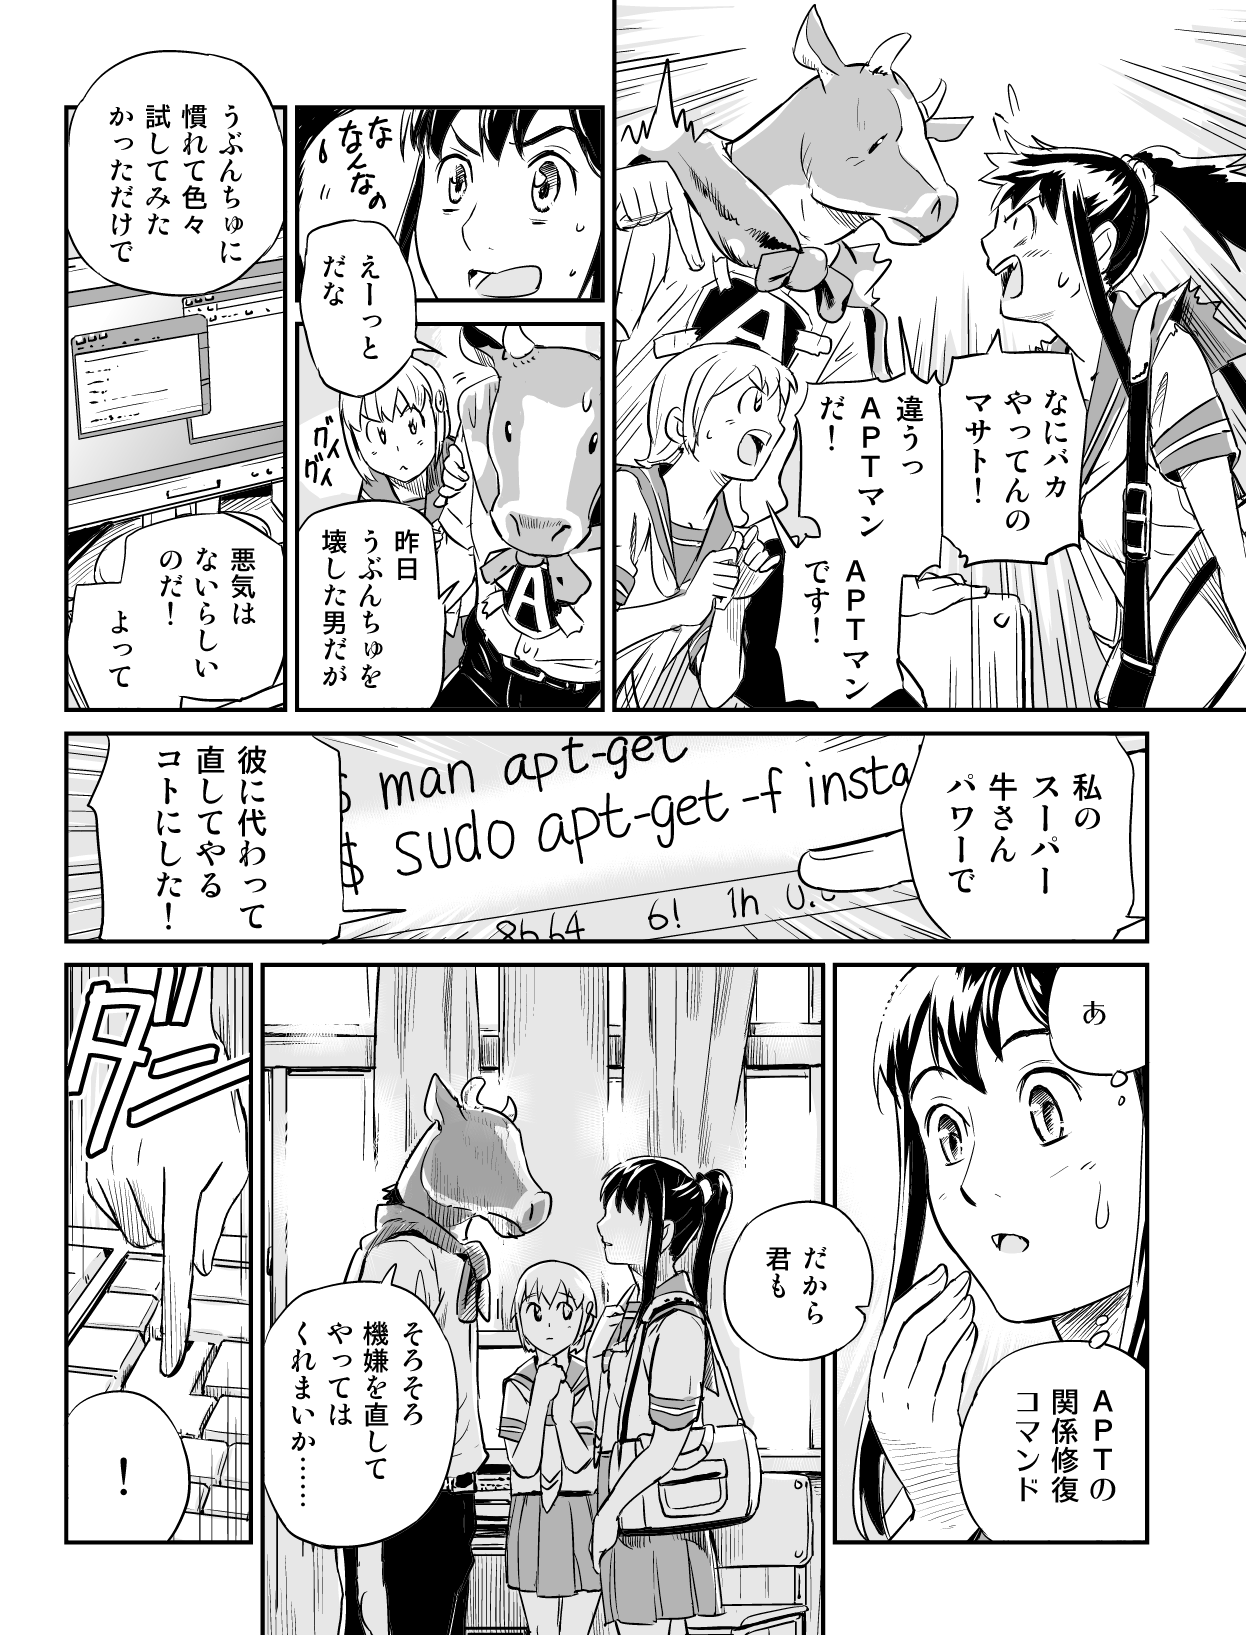 なにバカ
やってんの
マサト!
違うっ
APTマン
だ!
APTマン
です!
な
なんなの
!
えーっと
だな
グイ
グイ
昨日
うぶんちゅを
壊した男だが
うぶんちゅに
慣れて色々
試してみた
かっただけで
悪気は
ないらしい
のだ!
よって
私の
スーパー
牛さん
パワーで
$ man apt-get
$ sudo apt-get -f insta
6! 1h
彼に代わって
直してやる
コトにした!
あ
APTの
関係修復
コマンド
だから
君も
そろそろ
機嫌を直して
やっては
くれまいか……
ダンッ
!
A
A